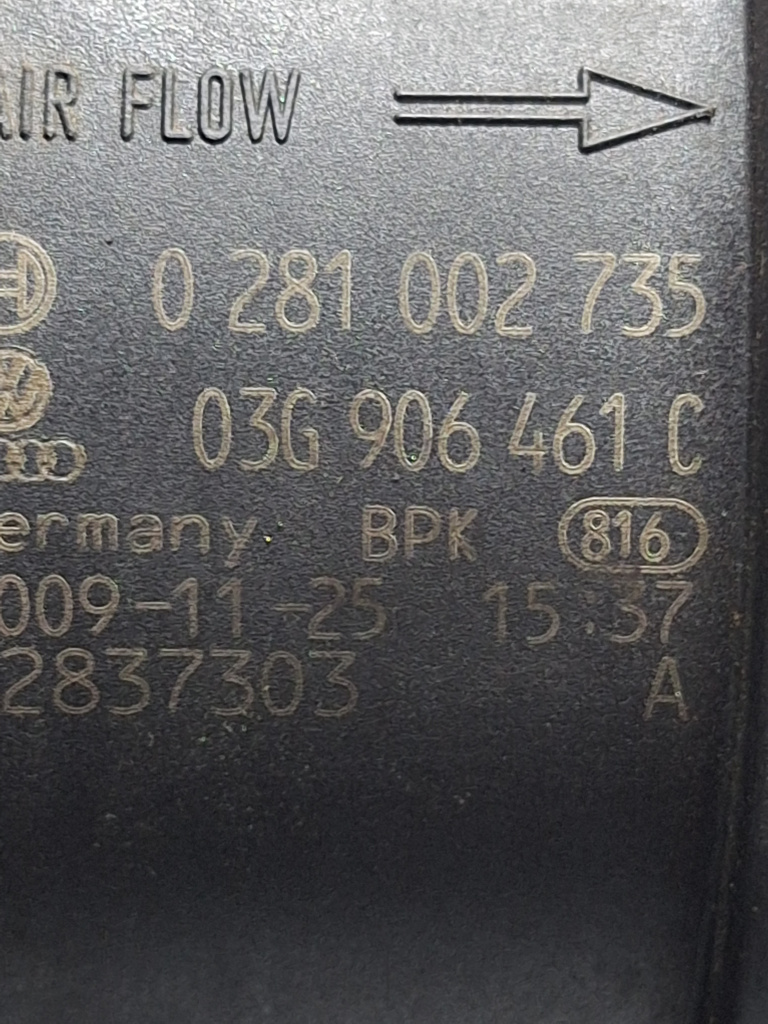 AIR FLOW
0 281 002 735
03G 906 461 C
ermany BPK 816
009-11-25 15:37
2837303 A